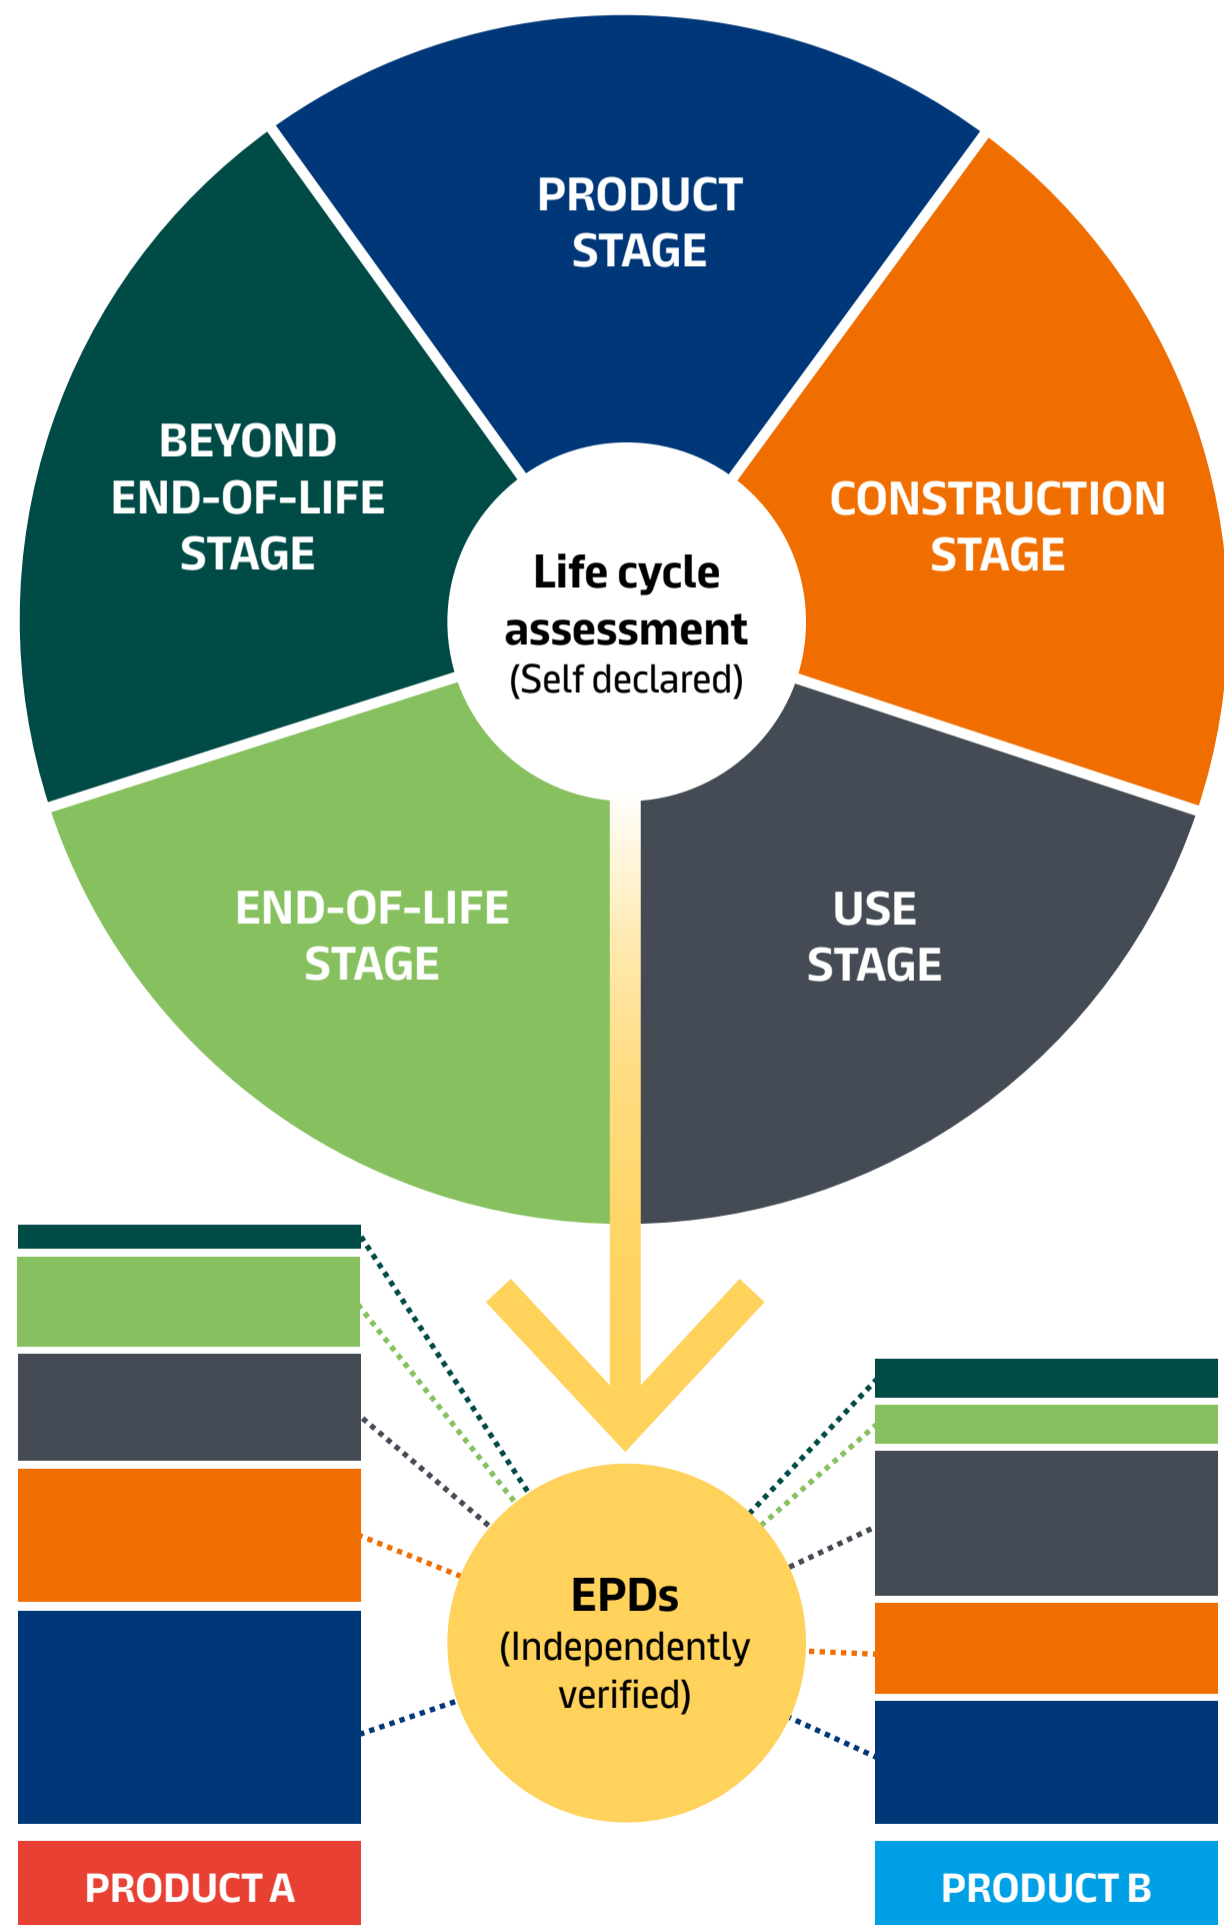 PRODUCT
STAGE
CONSTRUCTION
STAGE
BEYOND
END-OF-LIFE
STAGE
Life cycle
assessment
(Self declared)
END-OF-LIFE
STAGE
USE
STAGE
EPDs
(Independently
verified)
PRODUCT A
PRODUCT B